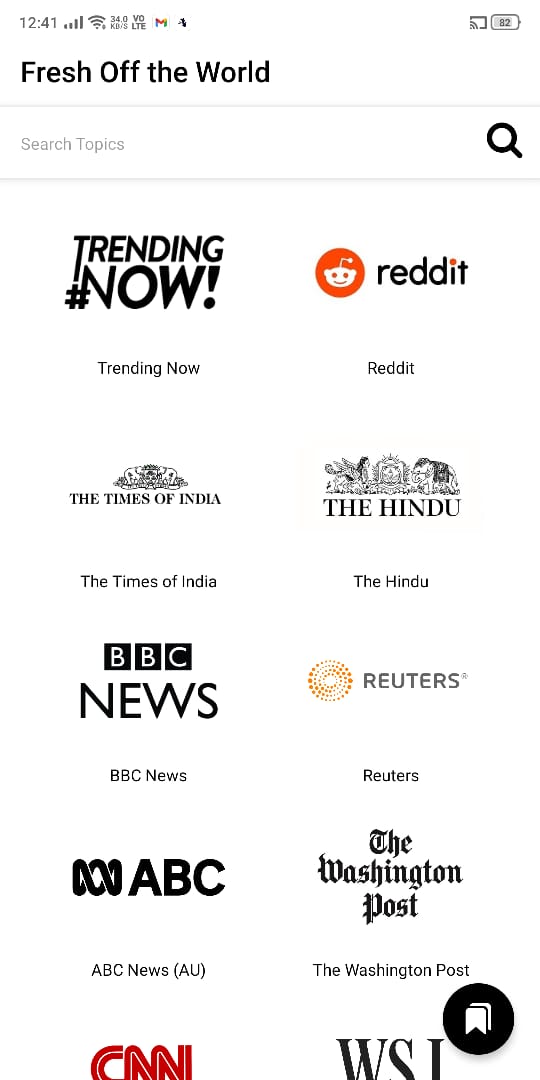 12:41 34.0 KB/S VO LTE 82
Fresh Off the World
Search Topics
TRENDING
#NOW!
reddit
Trending Now
Reddit
THE TIMES OF INDIA
THE HINDU
The Times of India
The Hindu
BBC
NEWS
REUTERS®
BBC News
Reuters
ABC
The
Washington
Post
ABC News (AU)
The Washington Post
CNN
WSJ